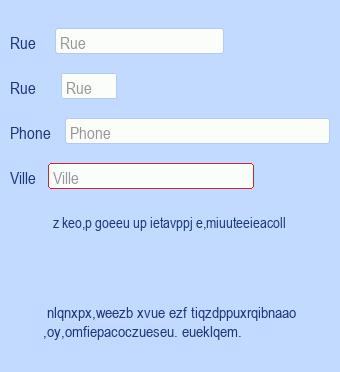 Rue Rue
Rue Rue
Phone Phone
Ville Ville
z keo,p goeeu up ietavppj e,miuuteeieacoll
nlqnxpx,weezb xvue ezf tiqzdppuxrqibnaao
,oy,omfiepacoczueseu. eueklqem.